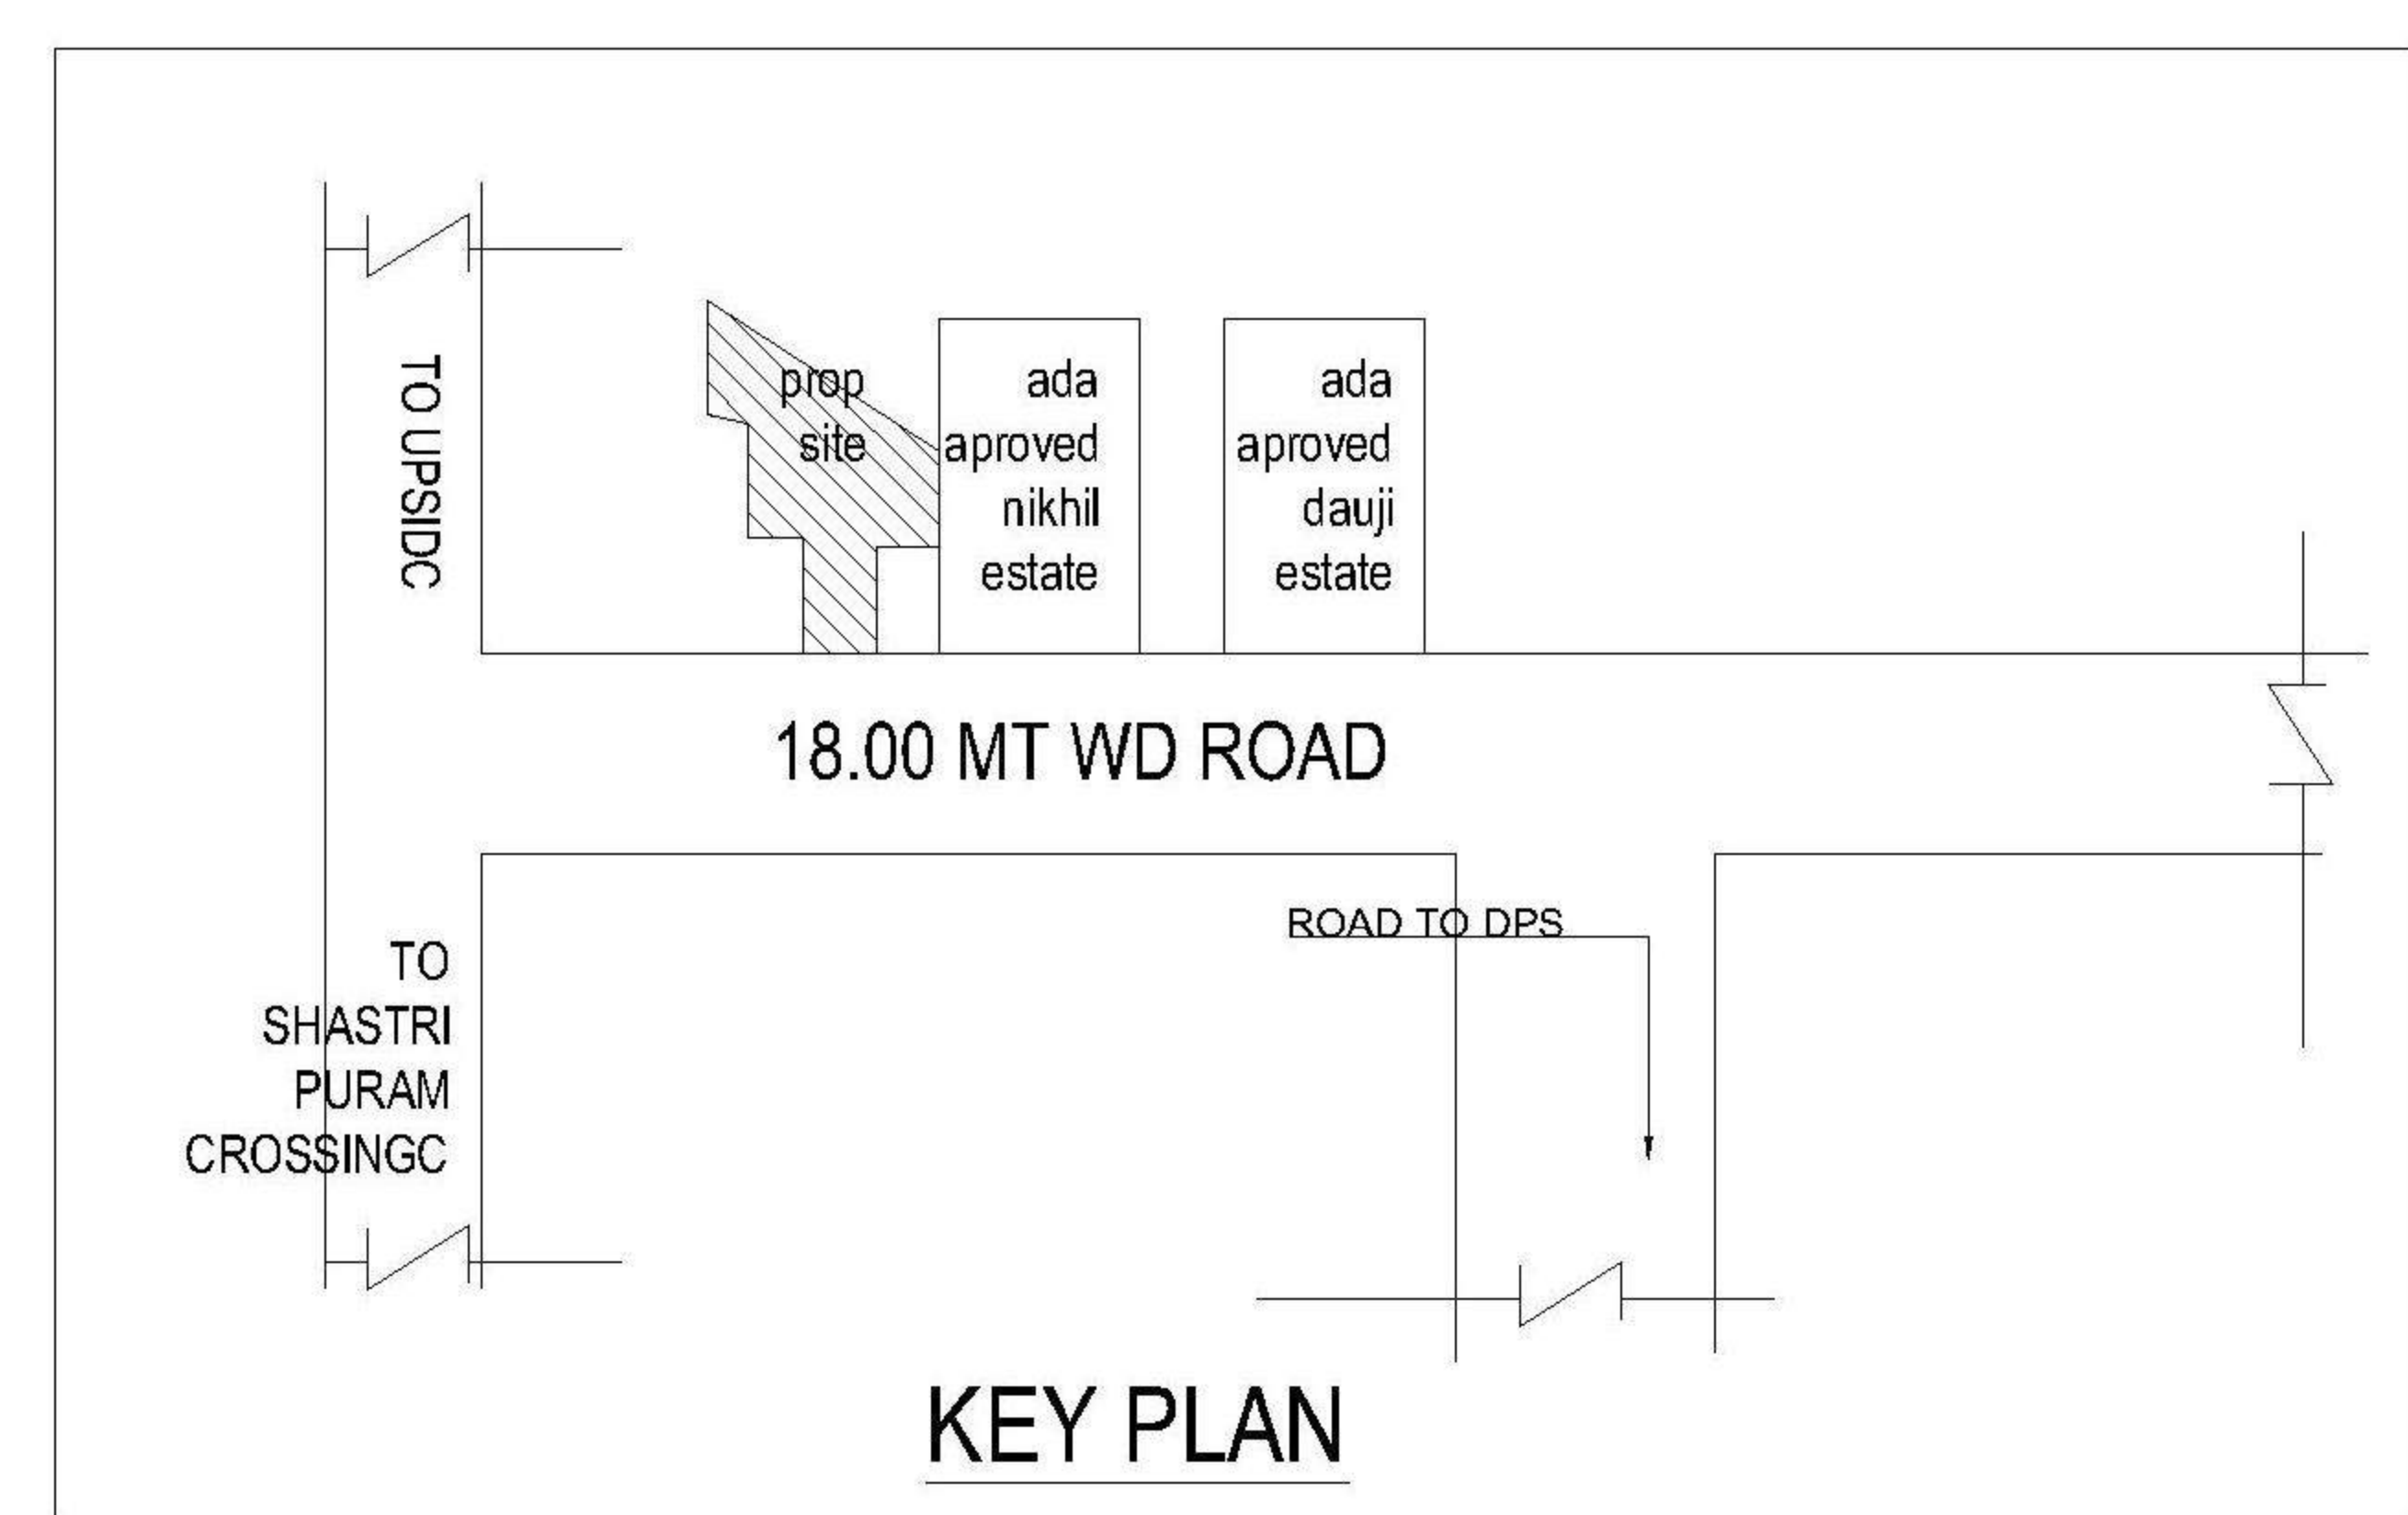 TO UPSIDC
prop
site
ada
aproved
nikhil
estate
ada
aproved
dauji
estate
18.00 MT WD ROAD
ROAD TO DPS
TO
SHASTRI
PURAM
CROSSINGC
KEY PLAN